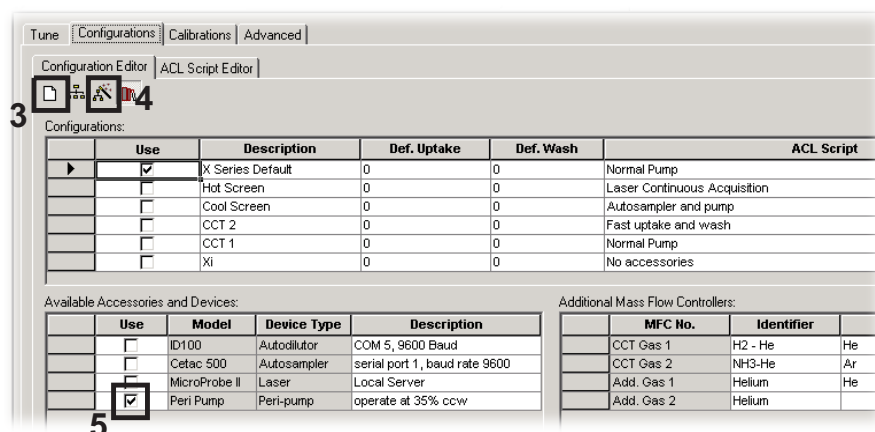 Tune Configurations Calibrations Advanced
Configuration Editor ACL Script Editor
3 4
Configurations:
Use Description Def. Uptake Def. Wash ACL Script
X Series Default 0 0 Normal Pump
Hot Screen 0 0 Laser Continuous Acquisition
Cool Screen 0 0 Autosampler and pump
CCT 2 0 0 Fast uptake and wash
CCT 1 0 0 Normal Pump
Xi 0 0 No accessories
Available Accessories and Devices: Additional Mass Flow Controllers:
Use Model Device Type Description MFC No. Identifier
ID100 Autodilutor COM 5, 9600 Baud CCT Gas 1 H2 - He He
Cetac 500 Autosampler serial port 1, baud rate 9600 CCT Gas 2 NH3-He Ar
MicroProbe II Laser Local Server Add. Gas 1 Helium He
Peri Pump Peri-pump operate at 35% ccw Add. Gas 2 Helium
5